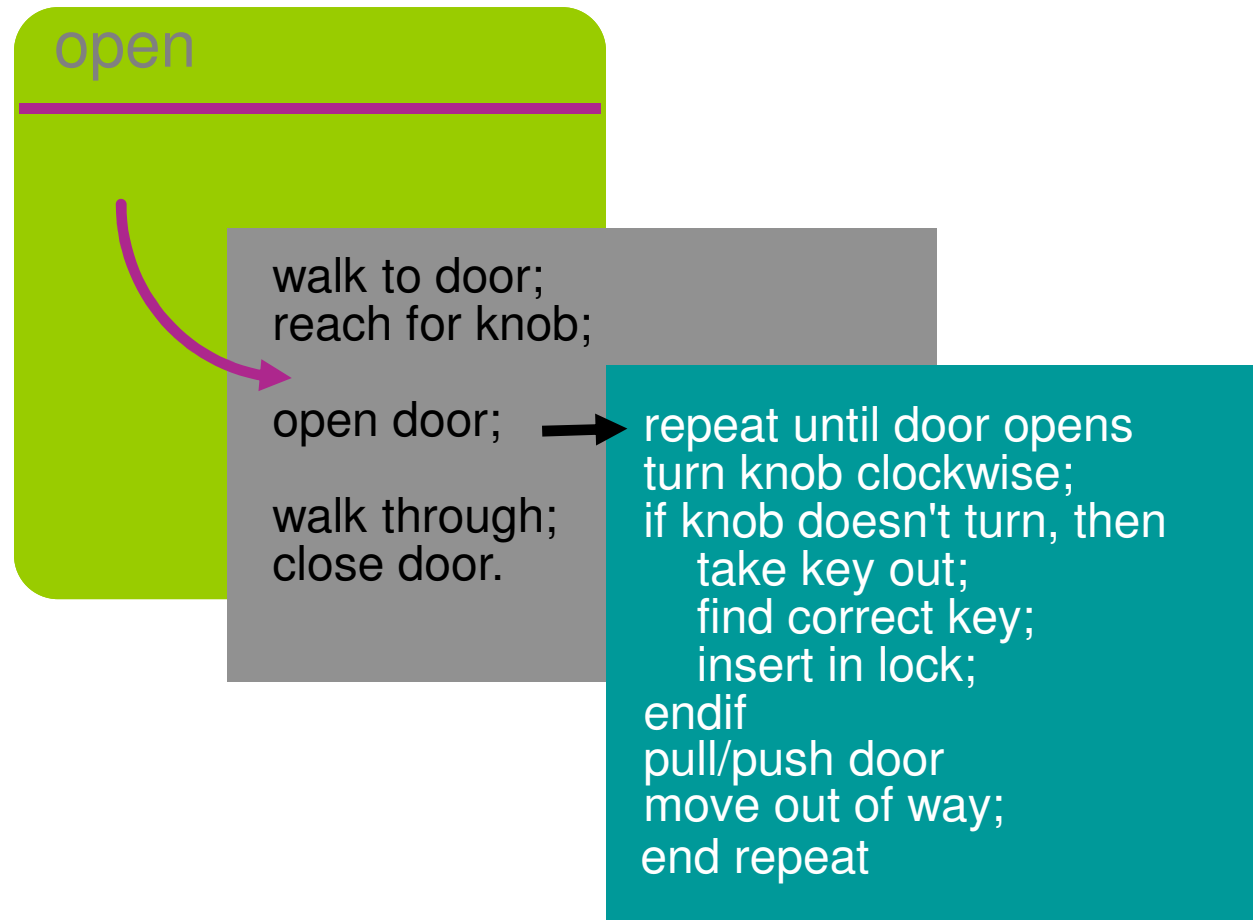 open
walk to door;
reach for knob;
open door;
walk through;
close door.
repeat until door opens
turn knob clockwise;
if knob doesn't turn, then
take key out;
find correct key;
insert in lock;
endif
pull/push door
move out of way;
end repeat